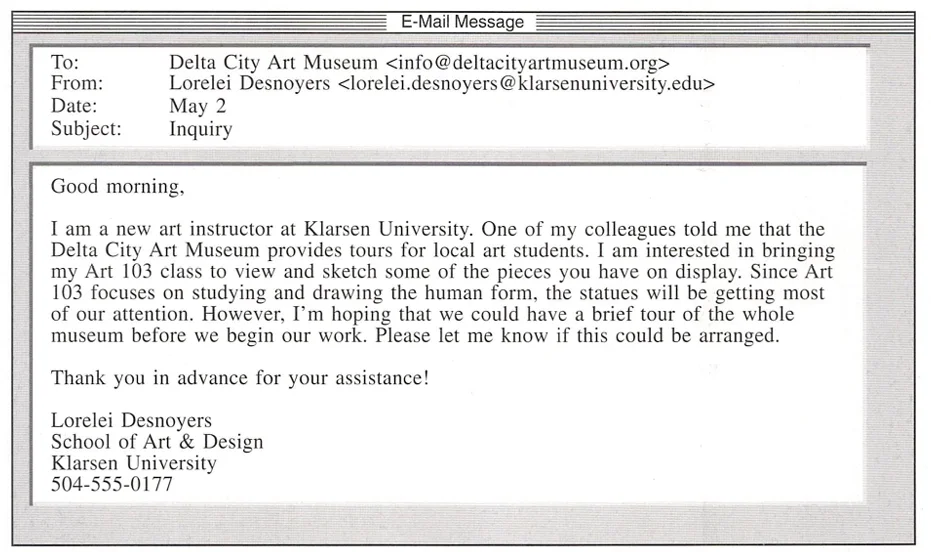 E-Mail Message
To: Delta City Art Museum <info@deltacityartmuseum.org>
From: Lorelei Desnoyers <lorelei.desnoyers@klarsenuniversity.edu>
Date: May 2
Subject: Inquiry
Good morning,
I am a new art instructor at Klarsen University. One of my colleagues told me that the
Delta City Art Museum provides tours for local art students. I am interested in bringing
my Art 103 class to view and sketch some of the pieces you have on display. Since Art
103 focuses on studying and drawing the human form, the statues will be getting most
of our attention. However, I'm hoping that we could have a brief tour of the whole
museum before we begin our work. Please let me know if this could be arranged.
Thank you in advance for your assistance!
Lorelei Desnoyers
School of Art & Design
Klarsen University
504-555-0177